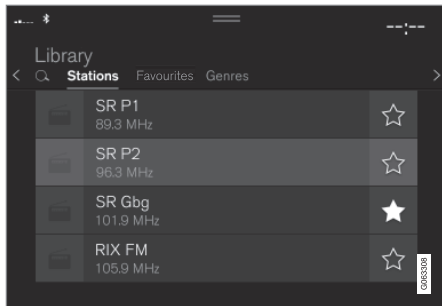 --:--
Library
Stations Favourites Genres
SR P1
89.3 MHz
SR P2
96.3 MHz
SR Gbg
101.9 MHz
RIX FM
105.9 MHz
G063308